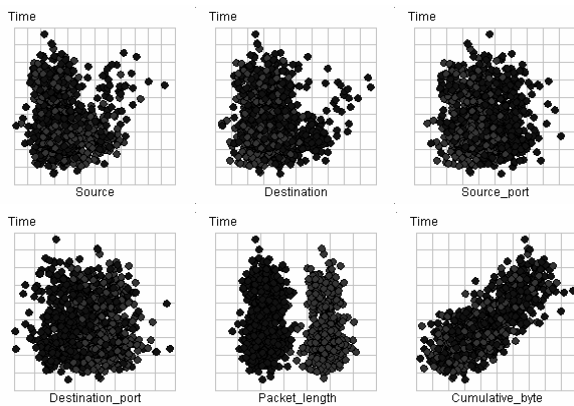 Time
Time
Time
Source
Destination
Source_port
Time
Time
Time
Destination_port
Packet_length
Cumulative_byte